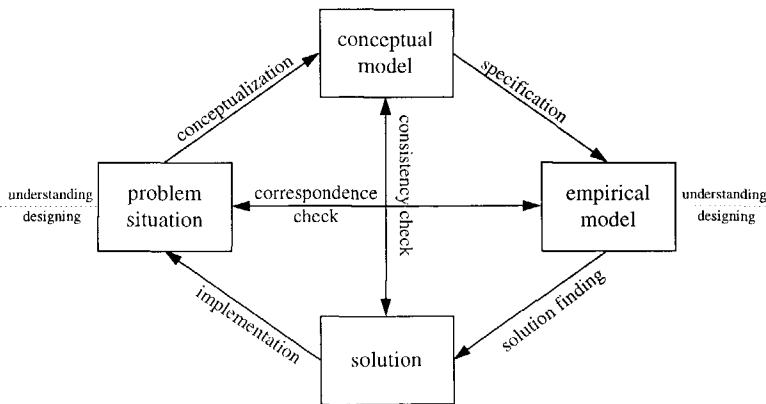 conceptual
model
conceptualization
specification
consistency check
understanding
designing
problem
situation
correspondence
check
empirical
model
understanding
designing
implementation
solution
solution finding